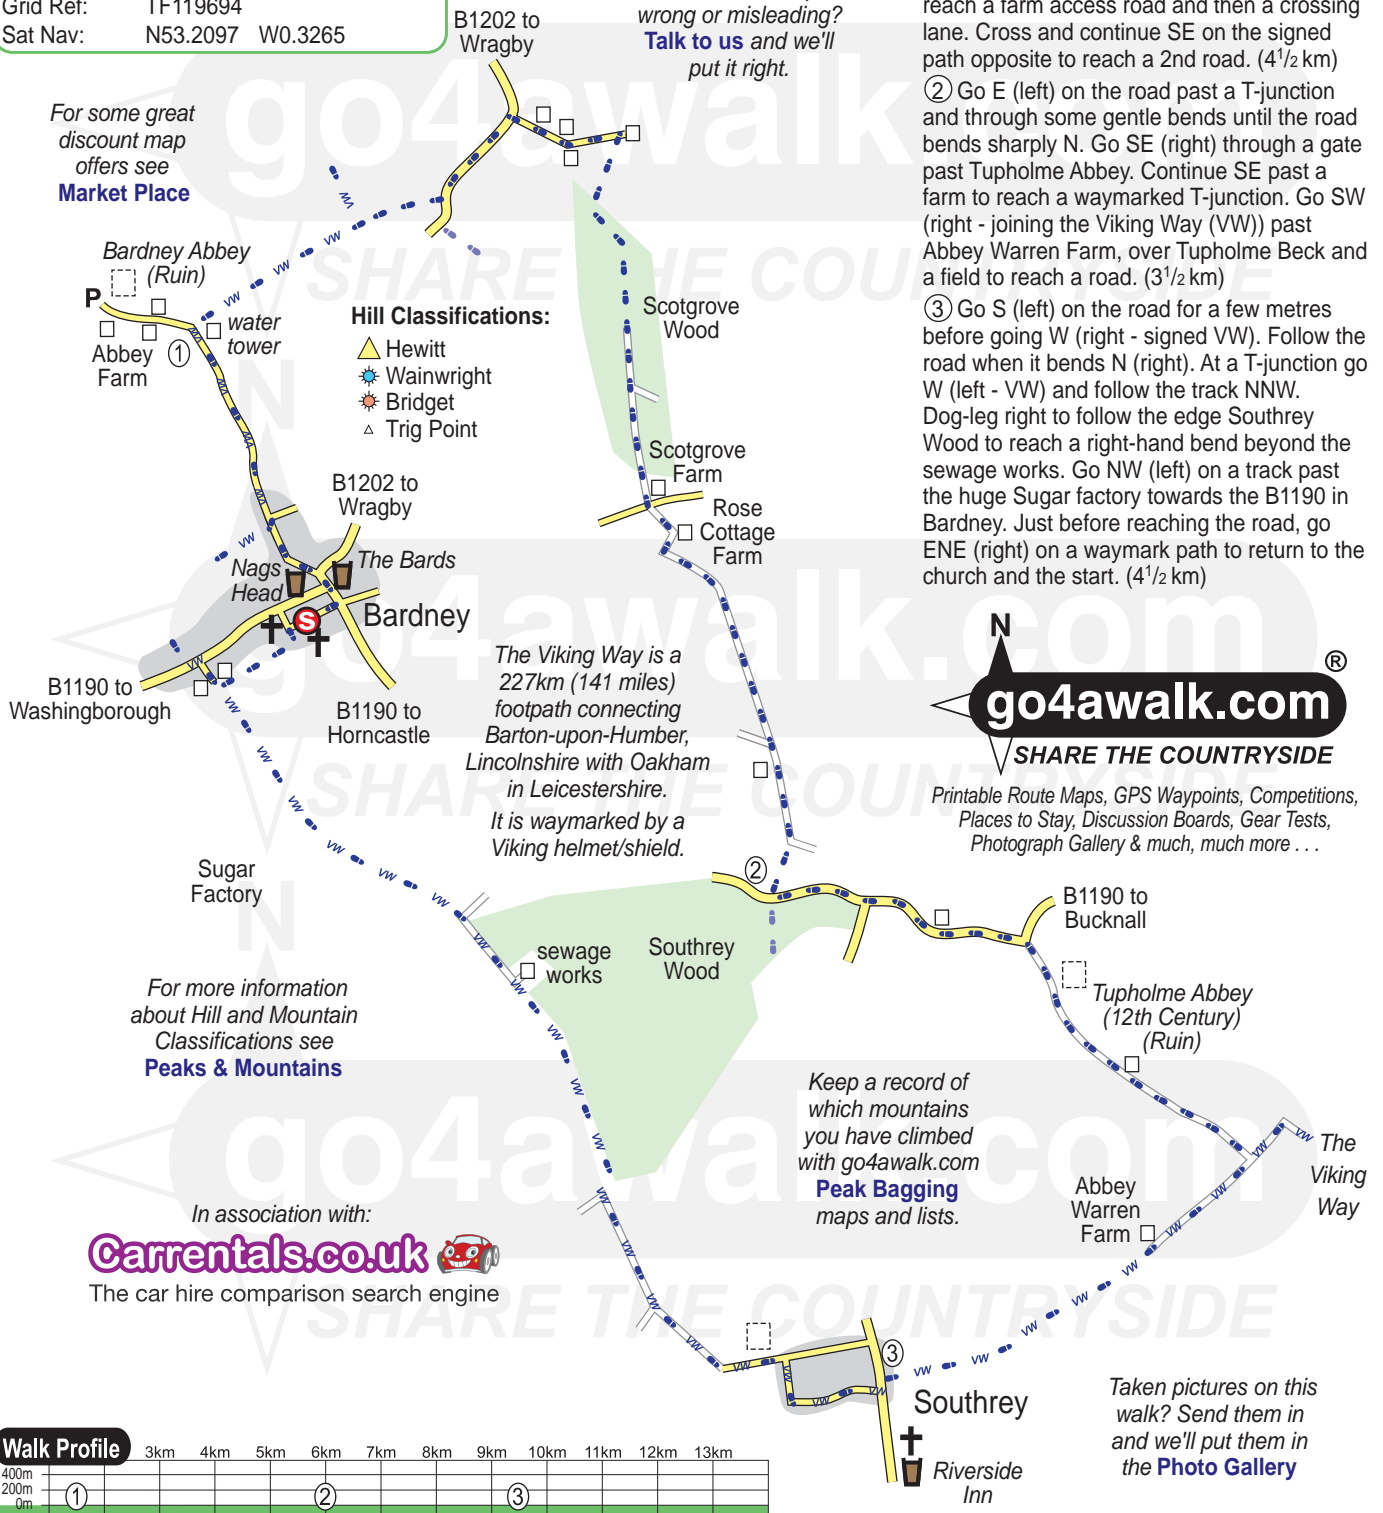 Grid Ref: TF119694
Sat Nav: N53.2097 W0.3265
wrong or misleading?
Talk to us and we'll
put it right.
reach a farm access road and then a crossing
lane. Cross and continue SE on the signed
path opposite to reach a 2nd road. (4 1/2 km)
② Go E (left) on the road past a T-junction
and through some gentle bends until the road
bends sharply N. Go SE (right) through a gate
past Tupholme Abbey. Continue SE past a
farm to reach a waymarked T-junction. Go SW
(right - joining the Viking Way (VW)) past
Abbey Warren Farm, over Tupholme Beck and
a field to reach a road. (3 1/2 km)
③ Go S (left) on the road for a few metres
before going W (right - signed VW). Follow the
road when it bends N (right). At a T-junction go
W (left - VW) and follow the track NNW.
Dog-leg right to follow the edge Southrey
Wood to reach a right-hand bend beyond the
sewage works. Go NW (left) on a track past
the huge Sugar factory towards the B1190 in
Bardney. Just before reaching the road, go
ENE (right) on a waymark path to return to the
church and the start. (4 1/2 km)
B1202 to
Wragby
For some great
discount map
offers see
Market Place
Bardney Abbey
(Ruin)
P
water
tower
Abbey
Farm
①
Hill Classifications:
Hewitt
Wainwright
Bridget
Trig Point
Scotgrove
Wood
Scotgrove
Farm
Rose
Cottage
Farm
B1202 to
Wragby
The Bards
Nags
Head
S
Bardney
B1190 to
Washingborough
B1190 to
Horncastle
The Viking Way is a
227km (141 miles)
footpath connecting
Barton-upon-Humber,
Lincolnshire with Oakham
in Leicestershire.
It is waymarked by a
Viking helmet/shield.
N
go4awalk.com
®
SHARE THE COUNTRYSIDE
Printable Route Maps, GPS Waypoints, Competitions,
Places to Stay, Discussion Boards, Gear Tests,
Photograph Gallery & much, much more . . .
Sugar
Factory
②
B1190 to
Bucknall
sewage
works
Southrey
Wood
Tupholme Abbey
(12th Century)
(Ruin)
For more information
about Hill and Mountain
Classifications see
Peaks & Mountains
Keep a record of
which mountains
you have climbed
with go4awalk.com
Peak Bagging
maps and lists.
The
Viking
Way
Abbey
Warren
Farm
In association with:
Carrentals.co.uk
The car hire comparison search engine
③
Southrey
Riverside
Inn
Taken pictures on this
walk? Send them in
and we'll put them in
the Photo Gallery
Walk Profile
3km 4km 5km 6km 7km 8km 9km 10km 11km 12km 13km
400m
200m
0m
① ② ③